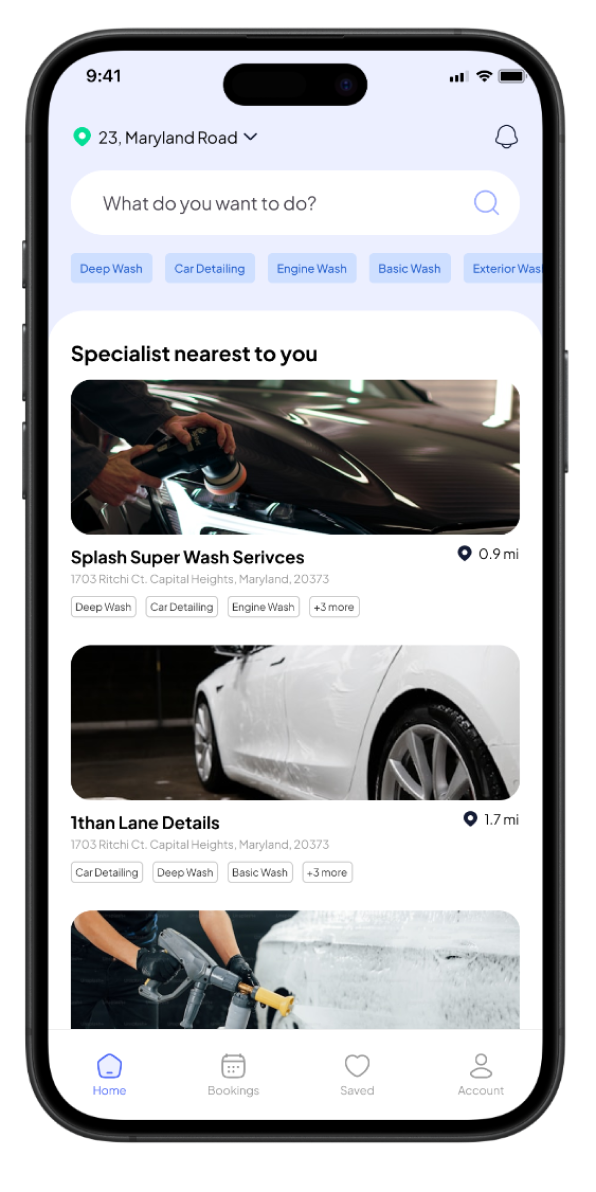 9:41
23, Maryland Road
What do you want to do?
Deep Wash Car Detailing Engine Wash Basic Wash Exterior Was
Specialist nearest to you
Splash Super Wash Serivces 0.9 mi
1703 Ritchi Ct. Capital Heights, Maryland, 20373
Deep Wash Car Detailing Engine Wash +3 more
1than Lane Details 1.7 mi
1703 Ritchi Ct. Capital Heights, Maryland, 20373
Car Detailing Deep Wash Basic Wash +3 more
Home Bookings Saved Account